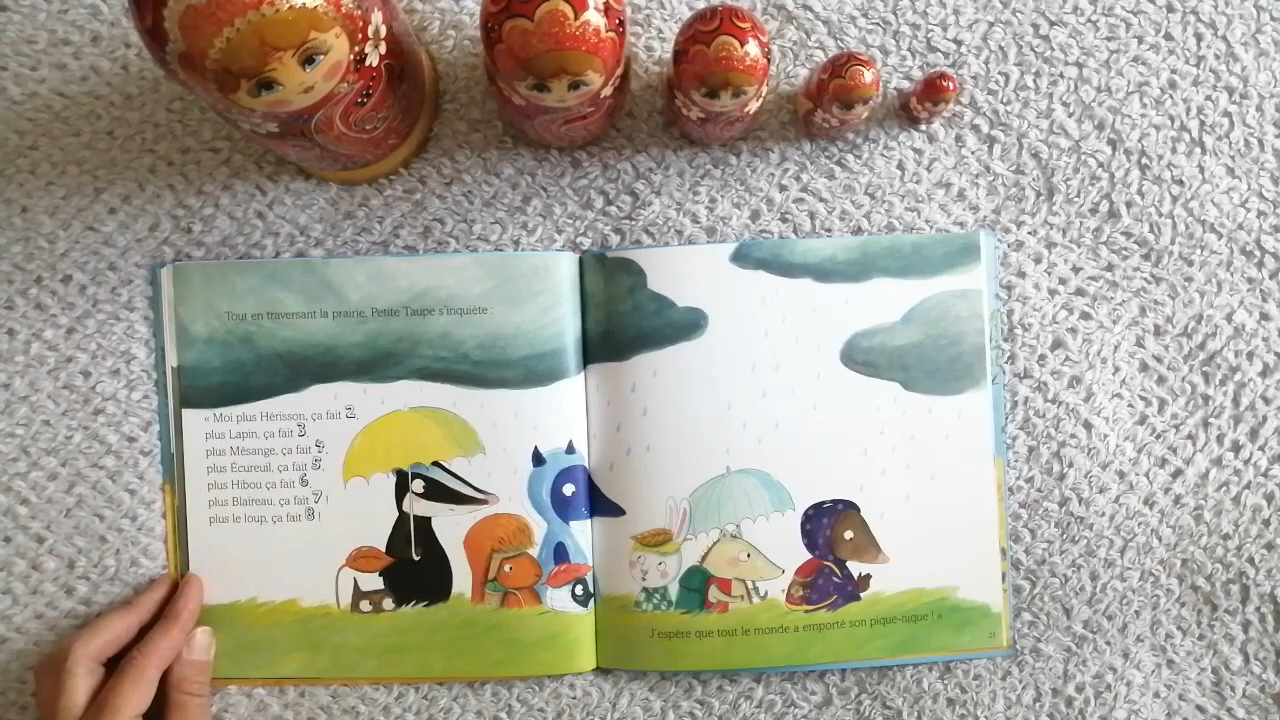 Tout en traversant la prairie, Petite Taupe s'inquiète :
« Moi plus Hérisson, ça fait 2,
plus Lapin, ça fait 3,
plus Mésange, ça fait 4,
plus Écureuil, ça fait 5,
plus Hibou ça fait 6,
plus Blaireau, ça fait 7 !
plus le loup, ça fait 8 !
J'espère que tout le monde a emporté son pique-nique ! »
21